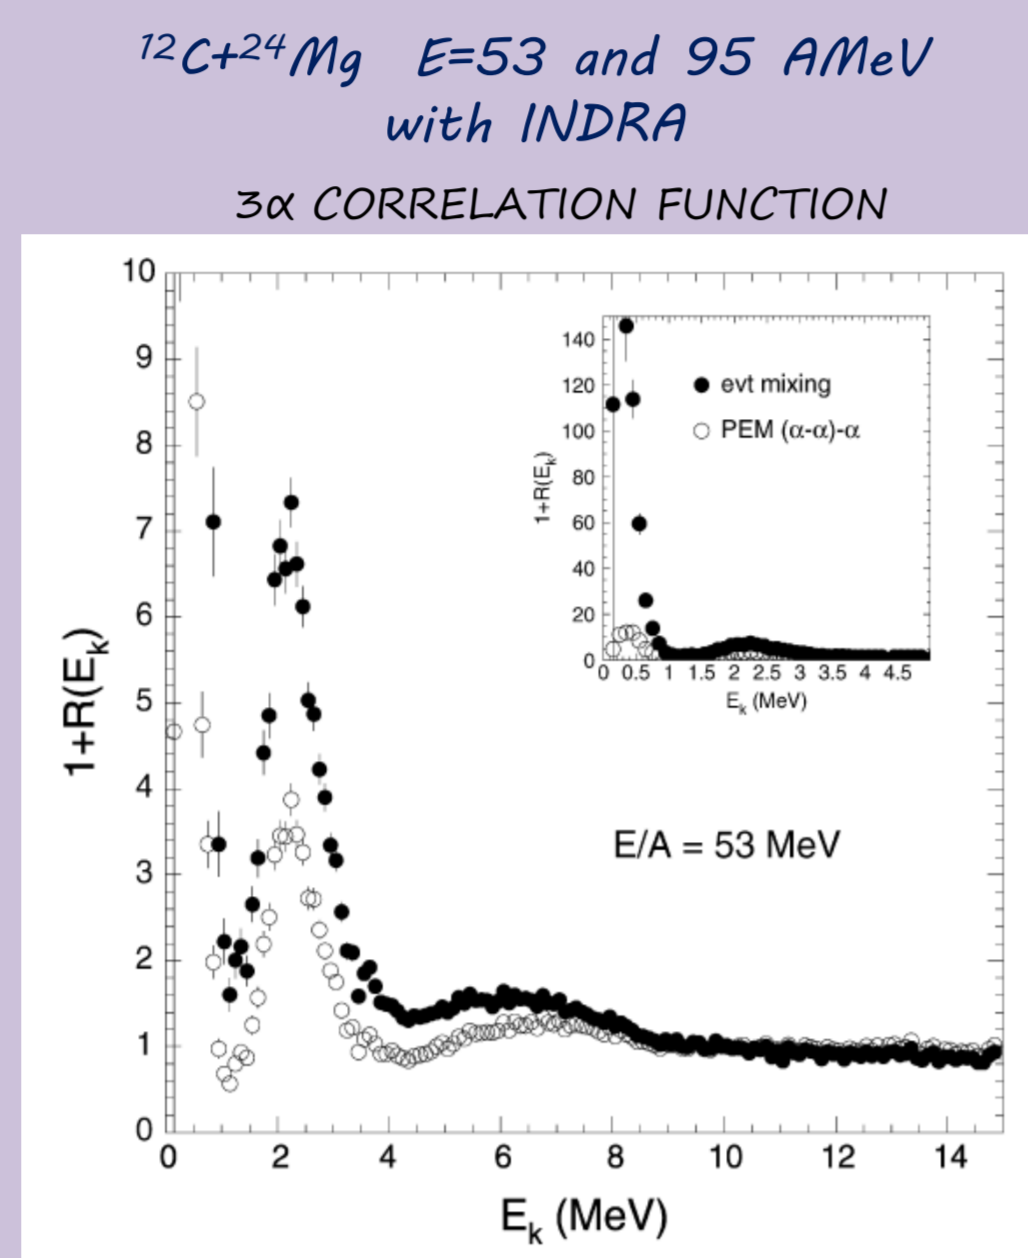 ¹²C+²⁴Mg E=53 and 95 AMeV
with INDRA
3α CORRELATION FUNCTION
10
9
8
7
6
5
4
3
2
1
0
1+R(Eₖ)
0 2 4 6 8 10 12 14
Eₖ (MeV)
E/A = 53 MeV
140
120
100
80
60
40
20
0
1+R(Eₖ)
evt mixing
PEM (α-α)-α
0 0.5 1 1.5 2 2.5 3 3.5 4 4.5
Eₖ (MeV)